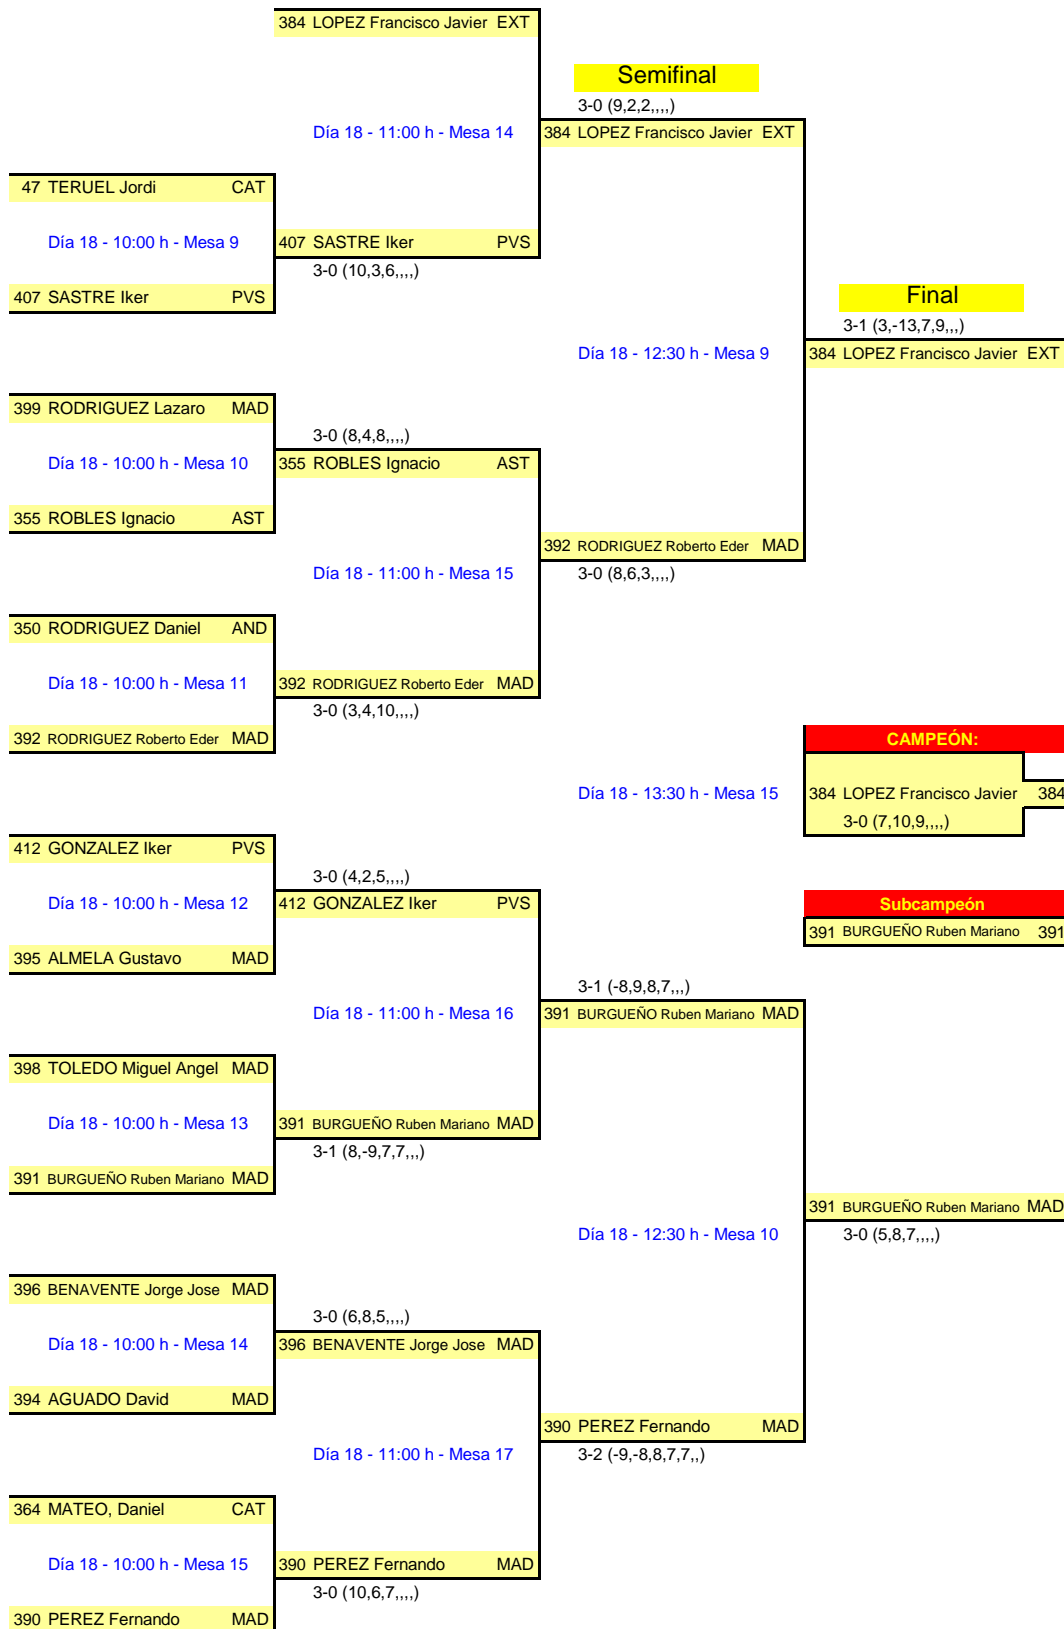 384 LOPEZ Francisco Javier EXT
Semifinal
3-0 (9,2,2,,,,)
Día 18 - 11:00 h - Mesa 14
384 LOPEZ Francisco Javier EXT
47 TERUEL Jordi CAT
Día 18 - 10:00 h - Mesa 9
407 SASTRE Iker PVS
3-0 (10,3,6,,,,)
407 SASTRE Iker PVS
Final
3-1 (3,-13,7,9,,,)
Día 18 - 12:30 h - Mesa 9
384 LOPEZ Francisco Javier EXT
399 RODRIGUEZ Lazaro MAD
3-0 (8,4,8,,,,)
Día 18 - 10:00 h - Mesa 10
355 ROBLES Ignacio AST
355 ROBLES Ignacio AST
392 RODRIGUEZ Roberto Eder MAD
Día 18 - 11:00 h - Mesa 15
3-0 (8,6,3,,,,)
350 RODRIGUEZ Daniel AND
Día 18 - 10:00 h - Mesa 11
392 RODRIGUEZ Roberto Eder MAD
3-0 (3,4,10,,,,)
392 RODRIGUEZ Roberto Eder MAD
CAMPEÓN:
Día 18 - 13:30 h - Mesa 15
384 LOPEZ Francisco Javier 384
3-0 (7,10,9,,,,)
412 GONZALEZ Iker PVS
3-0 (4,2,5,,,,)
Día 18 - 10:00 h - Mesa 12
412 GONZALEZ Iker PVS
Subcampeón
391 BURGUEÑO Ruben Mariano 391
395 ALMELA Gustavo MAD
3-1 (-8,9,8,7,,,)
Día 18 - 11:00 h - Mesa 16
391 BURGUEÑO Ruben Mariano MAD
398 TOLEDO Miguel Angel MAD
Día 18 - 10:00 h - Mesa 13
391 BURGUEÑO Ruben Mariano MAD
3-1 (8,-9,7,7,,,)
391 BURGUEÑO Ruben Mariano MAD
391 BURGUEÑO Ruben Mariano MAD
Día 18 - 12:30 h - Mesa 10
3-0 (5,8,7,,,,)
396 BENAVENTE Jorge Jose MAD
3-0 (6,8,5,,,,)
Día 18 - 10:00 h - Mesa 14
396 BENAVENTE Jorge Jose MAD
394 AGUADO David MAD
390 PEREZ Fernando MAD
Día 18 - 11:00 h - Mesa 17
3-2 (-9,-8,8,7,7,,)
364 MATEO, Daniel CAT
Día 18 - 10:00 h - Mesa 15
390 PEREZ Fernando MAD
3-0 (10,6,7,,,,)
390 PEREZ Fernando MAD